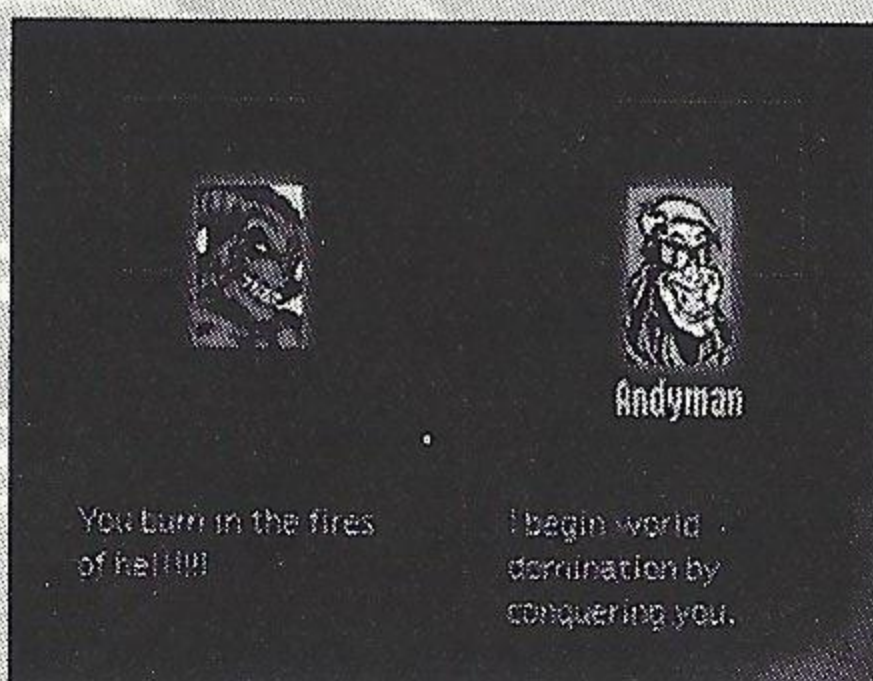 Andyman
You burn in the fires
of hell!!!!
I begin world
domination by
conquering you.